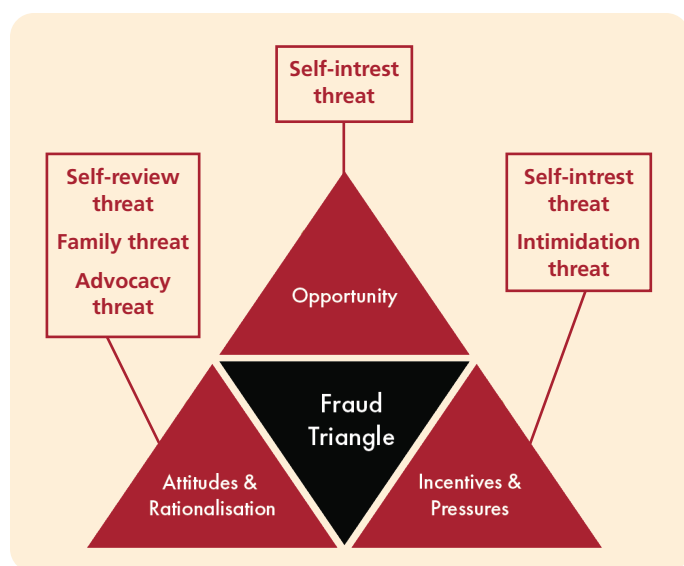 Self-intrest
threat
Self-review
threat
Family threat
Advocacy
threat
Self-intrest
threat
Intimidation
threat
Opportunity
Fraud
Triangle
Attitudes &
Rationalisation
Incentives &
Pressures